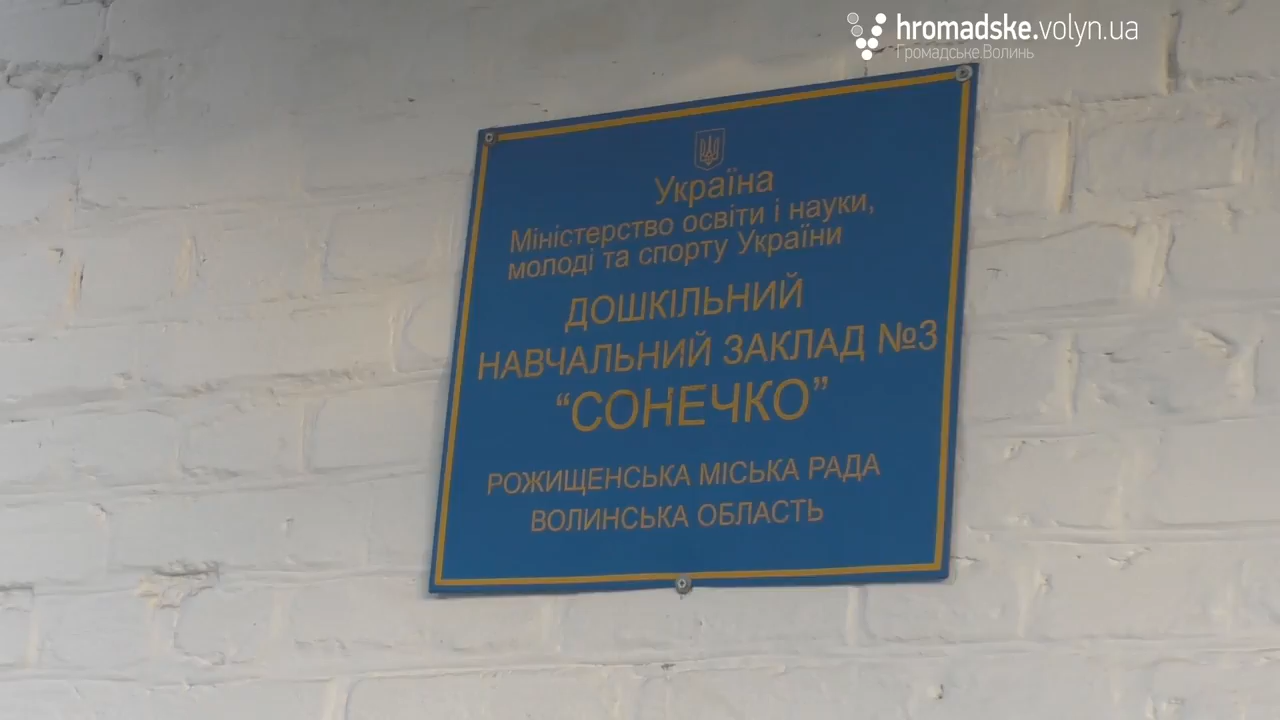 hromadske.volyn.ua
Громадське.Волинь
Україна
Міністерство освіти і науки,
молоді та спорту України
ДОШКІЛЬНИЙ
НАВЧАЛЬНИЙ ЗАКЛАД №3
“СОНЕЧКО”
РОЖИЩЕНСЬКА МІСЬКА РАДА
ВОЛИНСЬКА ОБЛАСТЬ